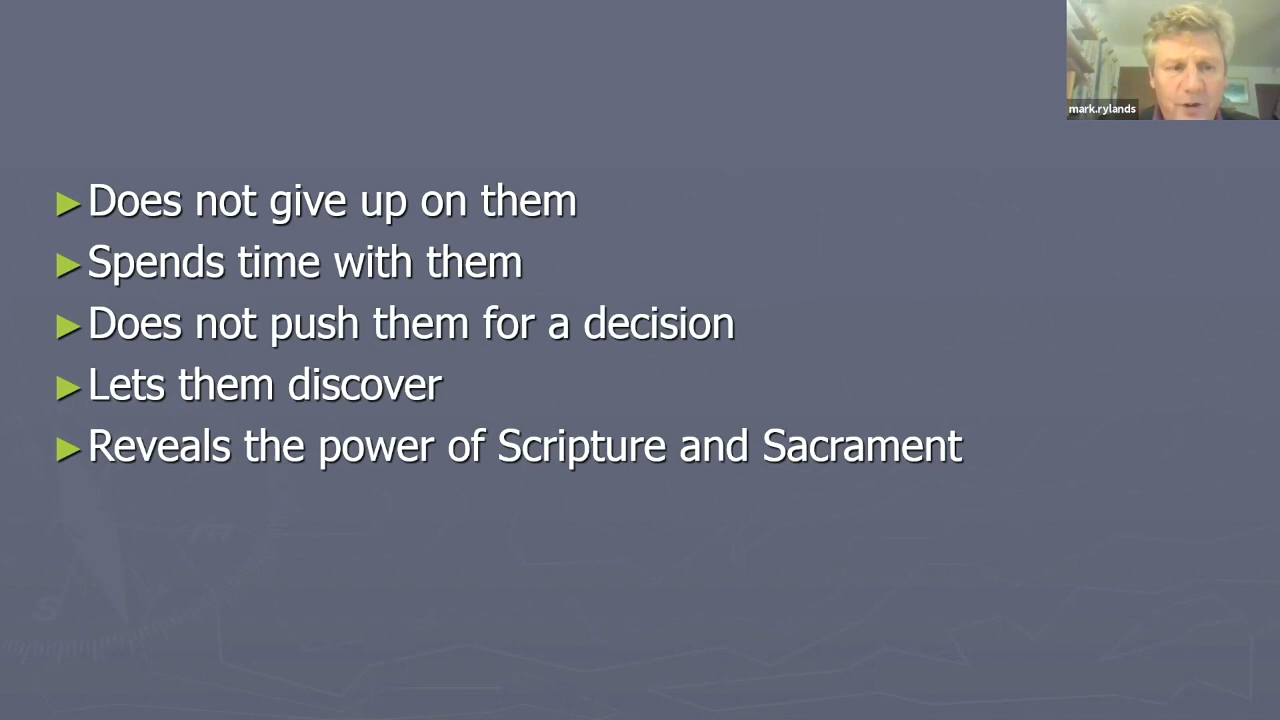 mark.rylands
Does not give up on them
Spends time with them
Does not push them for a decision
Lets them discover
Reveals the power of Scripture and Sacrament
S